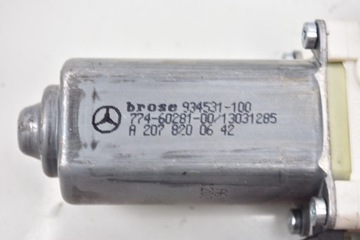 brose 934531-100
774-60281-00/13031285
A 207 820 06 42